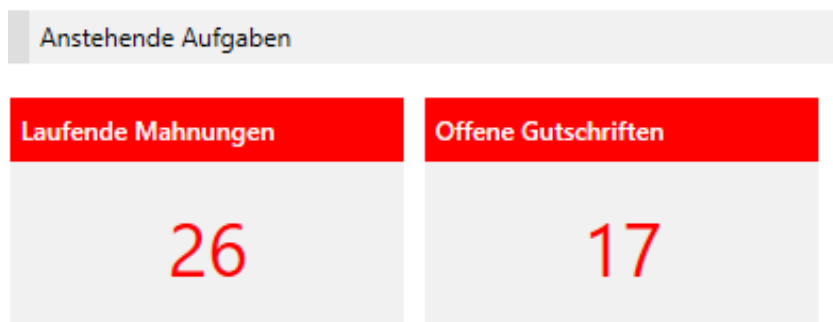 Anstehende Aufgaben
Laufende Mahnungen
Offene Gutschriften
26
17